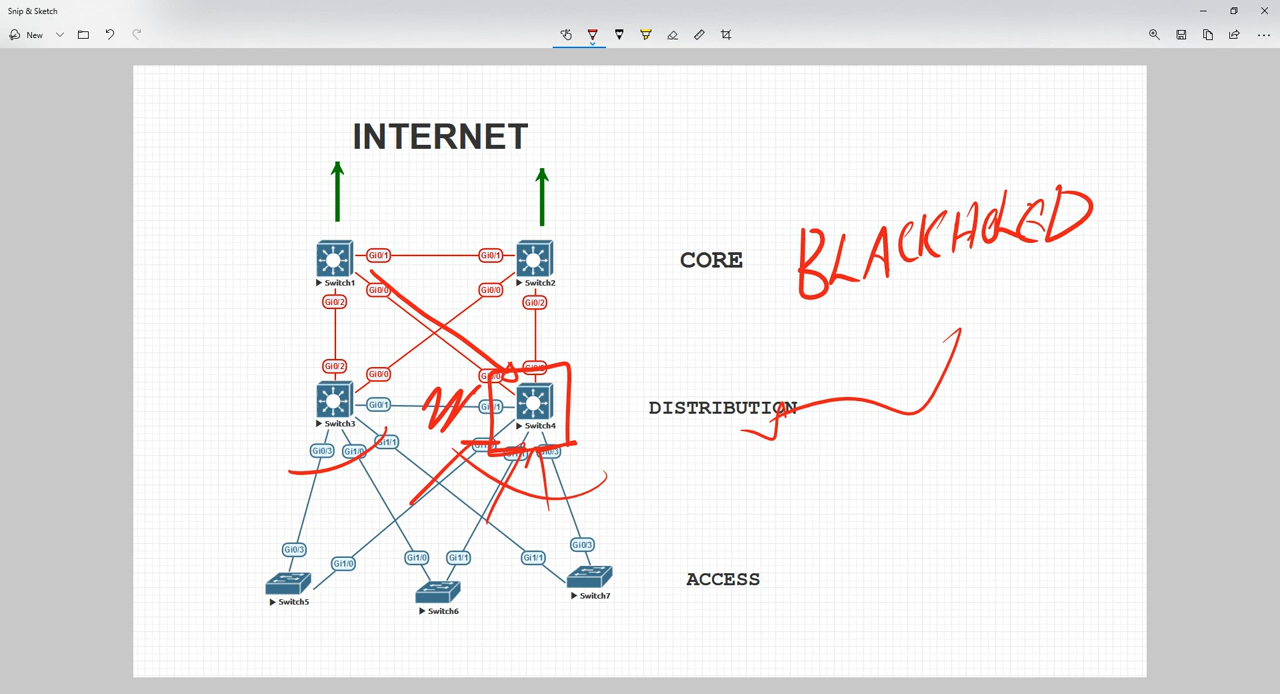 Snip & Sketch
New
INTERNET
BLACKHOLED
Gi0/1
Gi0/1
CORE
Switch1
Switch2
Gi0/0
Gi0/0
Gi0/2
Gi0/2
Gi0/2
Gi0/0
Gi0/1
Gi0/1
DISTRIBUTION
Switch3
Switch4
Gi1/1
Gi0/3
Gi1/0
Gi0/3
Gi0/3
Gi1/0
Gi1/0
Gi1/1
Gi1/1
Gi0/3
ACCESS
Switch5
Switch6
Switch7